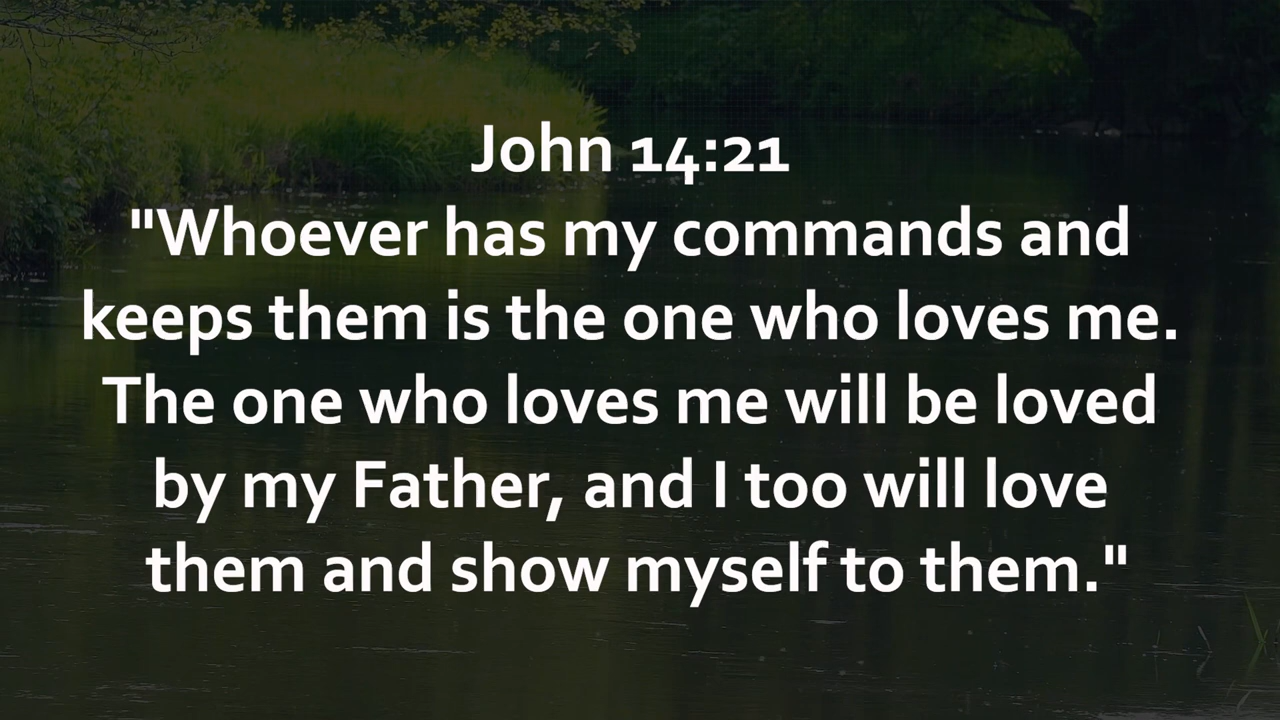 John 14:21
"Whoever has my commands and
keeps them is the one who loves me.
The one who loves me will be loved
by my Father, and I too will love
them and show myself to them."